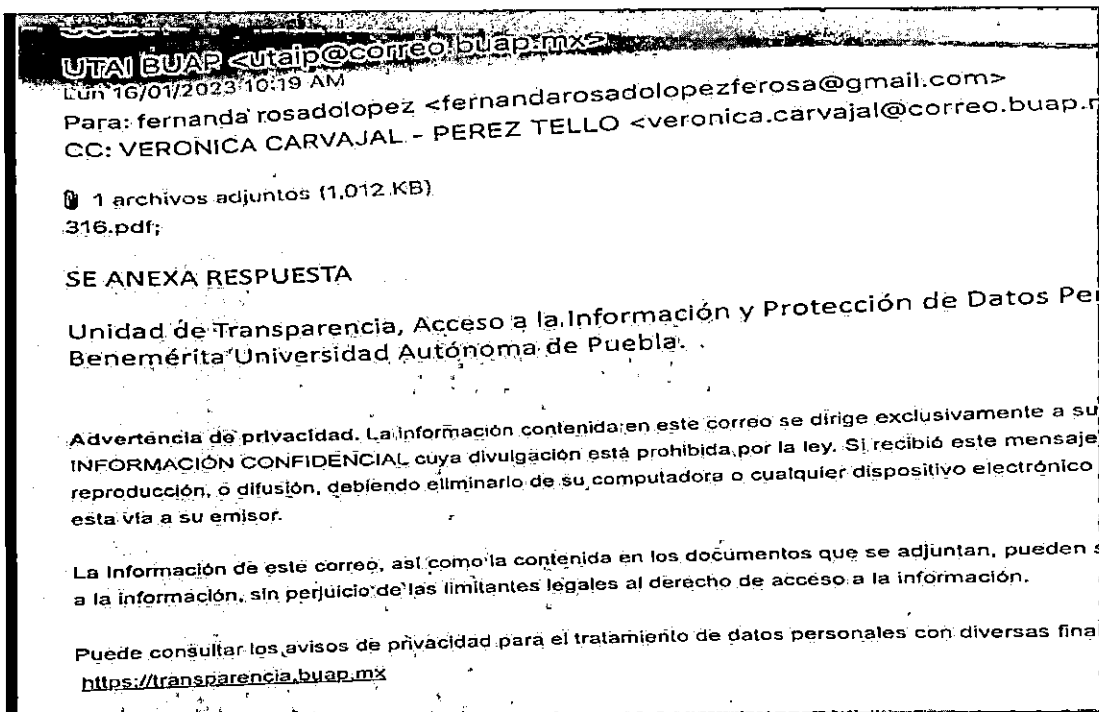 UTAI BUAP <utaip@correo.buap.mx>
Lun 16/01/2023 10:19 AM
Para: fernanda rosadolopez <fernandarosadolopezferosa@gmail.com>
CC: VERONICA CARVAJAL - PEREZ TELLO <veronica.carvajal@correo.buap.r
1 archivos adjuntos (1,012 KB)
316.pdf;
SE ANEXA RESPUESTA
Unidad de Transparencia, Acceso a la Información y Protección de Datos Per
Benemérita Universidad Autónoma de Puebla.
Advertencia de privacidad. La información contenida en este correo se dirige exclusivamente a su
INFORMACIÓN CONFIDENCIAL cuya divulgación está prohibida por la ley. Si recibió este mensaje
reproducción, o difusión, debiendo eliminarlo de su computadora o cualquier dispositivo electrónico
esta vía a su emisor.
La Información de este correo, así como la contenida en los documentos que se adjuntan, pueden s
a la información, sin perjuicio de las limitantes legales al derecho de acceso a la información.
Puede consultar los avisos de privacidad para el tratamiento de datos personales con diversas fina
https://transparencia.buap.mx